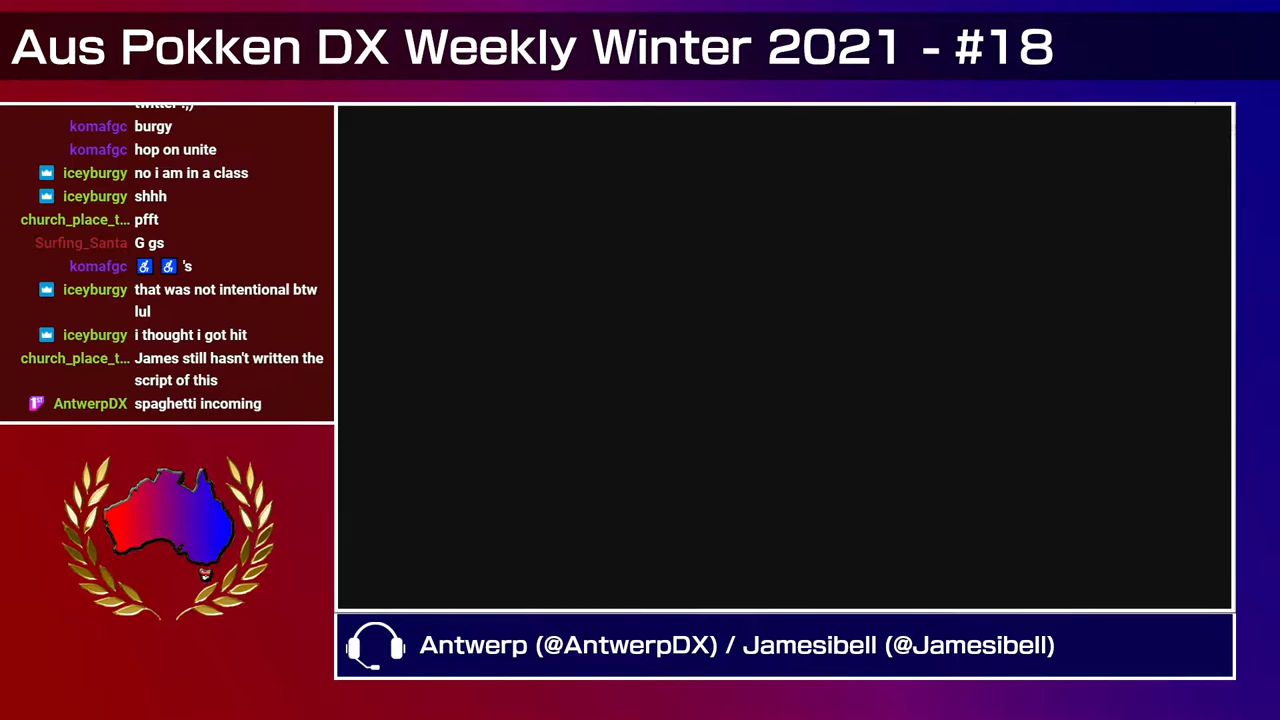 Aus Pokken DX Weekly Winter 2021 - #18
twitter :,)
komafgc burgy
komafgc hop on unite
iceyburgy no i am in a class
iceyburgy shhh
church_place_t... pfft
Surfing_Santa G gs
komafgc ♿ ♿ 's
iceyburgy that was not intentional btw
lul
iceyburgy i thought i got hit
church_place_t... James still hasn't written the
script of this
AntwerpDX spaghetti incoming
Antwerp (@AntwerpDX) / Jamesibell (@Jamesibell)